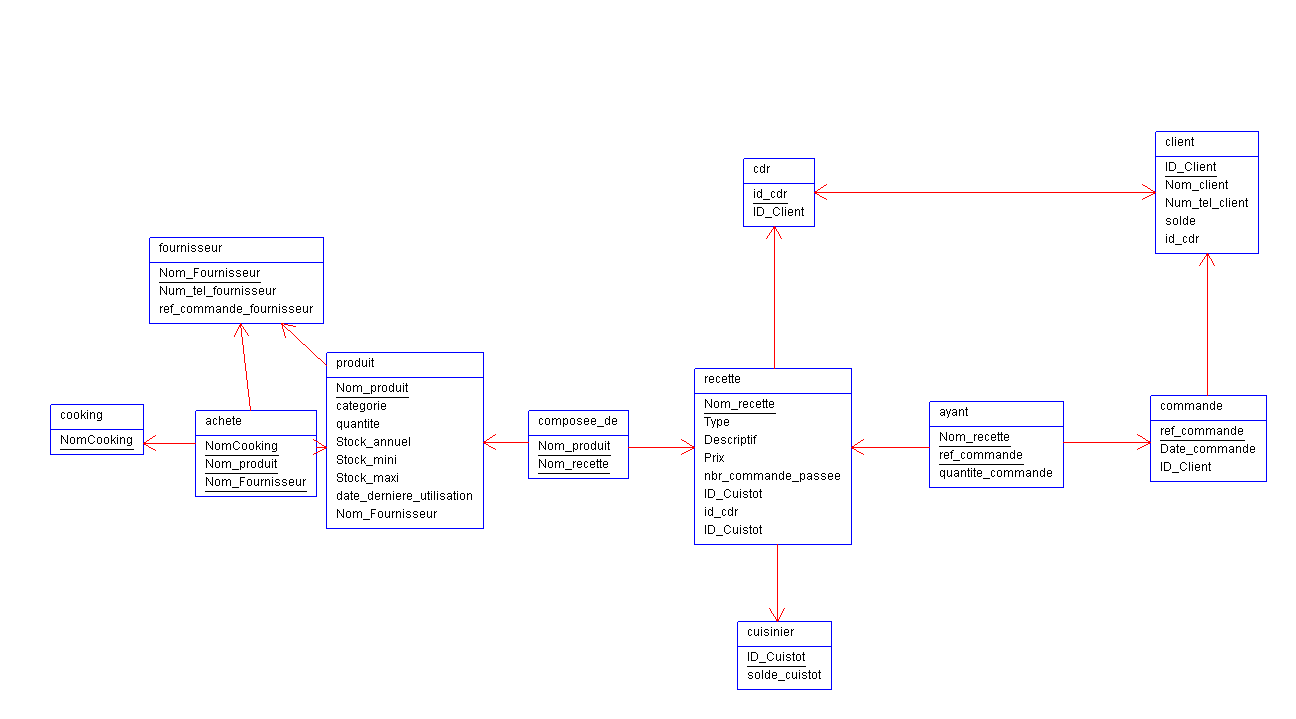 client
ID_Client
Nom_client
Num_tel_client
solde
id_cdr
cdr
id_cdr
ID_Client
fournisseur
Nom_Fournisseur
Num_tel_fournisseur
ref_commande_fournisseur
produit
Nom_produit
categorie
quantite
Stock_annuel
Stock_mini
Stock_maxi
date_derniere_utilisation
Nom_Fournisseur
cooking
NomCooking
achete
NomCooking
Nom_produit
Nom_Fournisseur
composee_de
Nom_produit
Nom_recette
recette
Nom_recette
Type
Descriptif
Prix
nbr_commande_passee
ID_Cuistot
id_cdr
ID_Cuistot
ayant
Nom_recette
ref_commande
quantite_commande
commande
ref_commande
Date_commande
ID_Client
cuisinier
ID_Cuistot
solde_cuistot